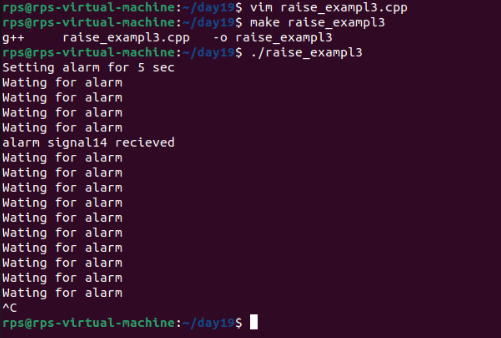 rps@rps-virtual-machine:~/day19$ vim raise_exampl3.cpp
rps@rps-virtual-machine:~/day19$ make raise_exampl3
g++     raise_exampl3.cpp   -o raise_exampl3
rps@rps-virtual-machine:~/day19$ ./raise_exampl3
Setting alarm for 5 sec
Wating for alarm
Wating for alarm
Wating for alarm
Wating for alarm
alarm signal14 recieved
Wating for alarm
Wating for alarm
Wating for alarm
Wating for alarm
Wating for alarm
Wating for alarm
Wating for alarm
Wating for alarm
Wating for alarm
Wating for alarm
^C
rps@rps-virtual-machine:~/day19$